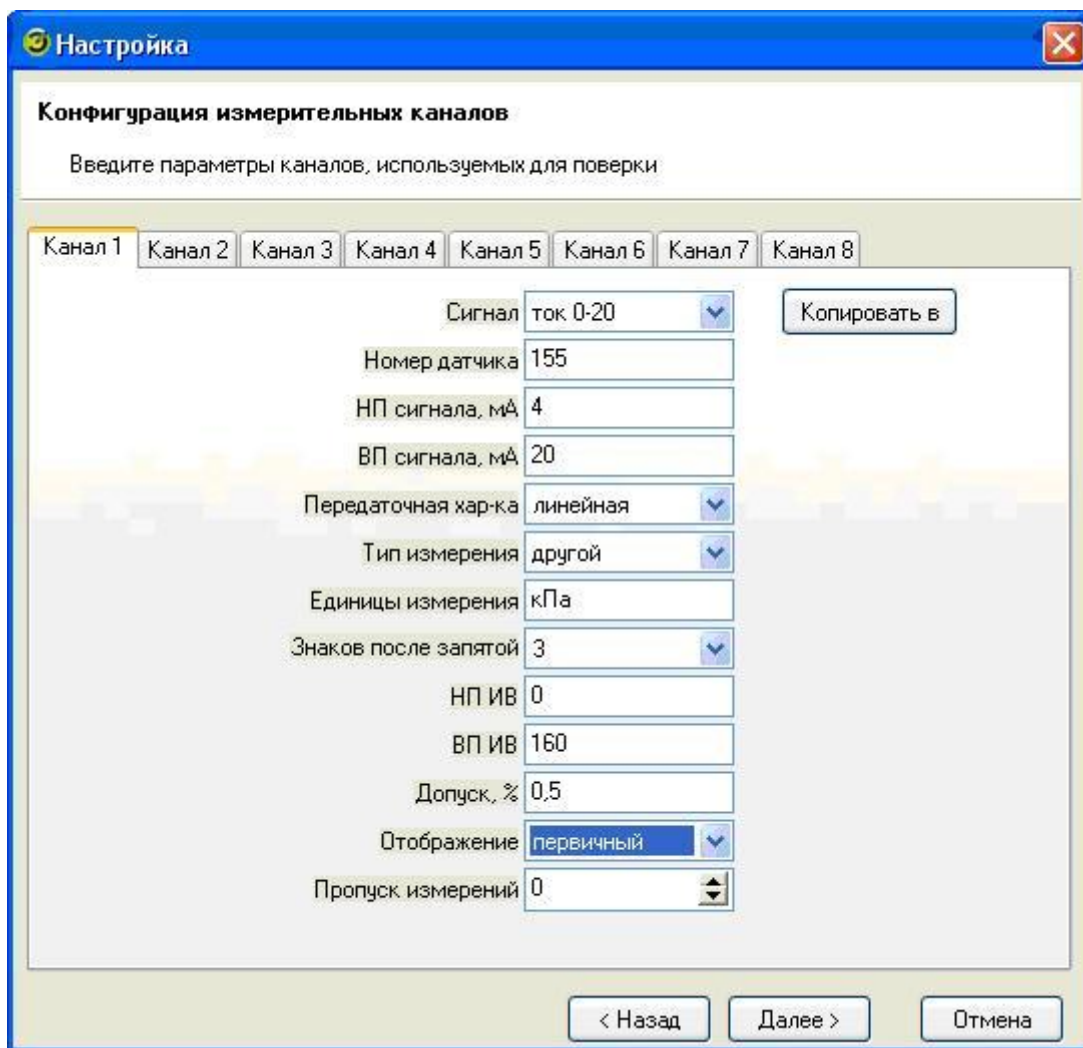 Настройка
Конфигурация измерительных каналов
Введите параметры каналов, используемых для поверки
Канал 1 Канал 2 Канал 3 Канал 4 Канал 5 Канал 6 Канал 7 Канал 8
Сигнал ток 0-20 Копировать в
Номер датчика 155
НП сигнала, мА 4
ВП сигнала, мА 20
Передаточная хар-ка линейная
Тип измерения другой
Единицы измерения кПа
Знаков после запятой 3
НП ИВ 0
ВП ИВ 160
Допуск, % 0,5
Отображение первичный
Пропуск измерений 0
< Назад Далее > Отмена